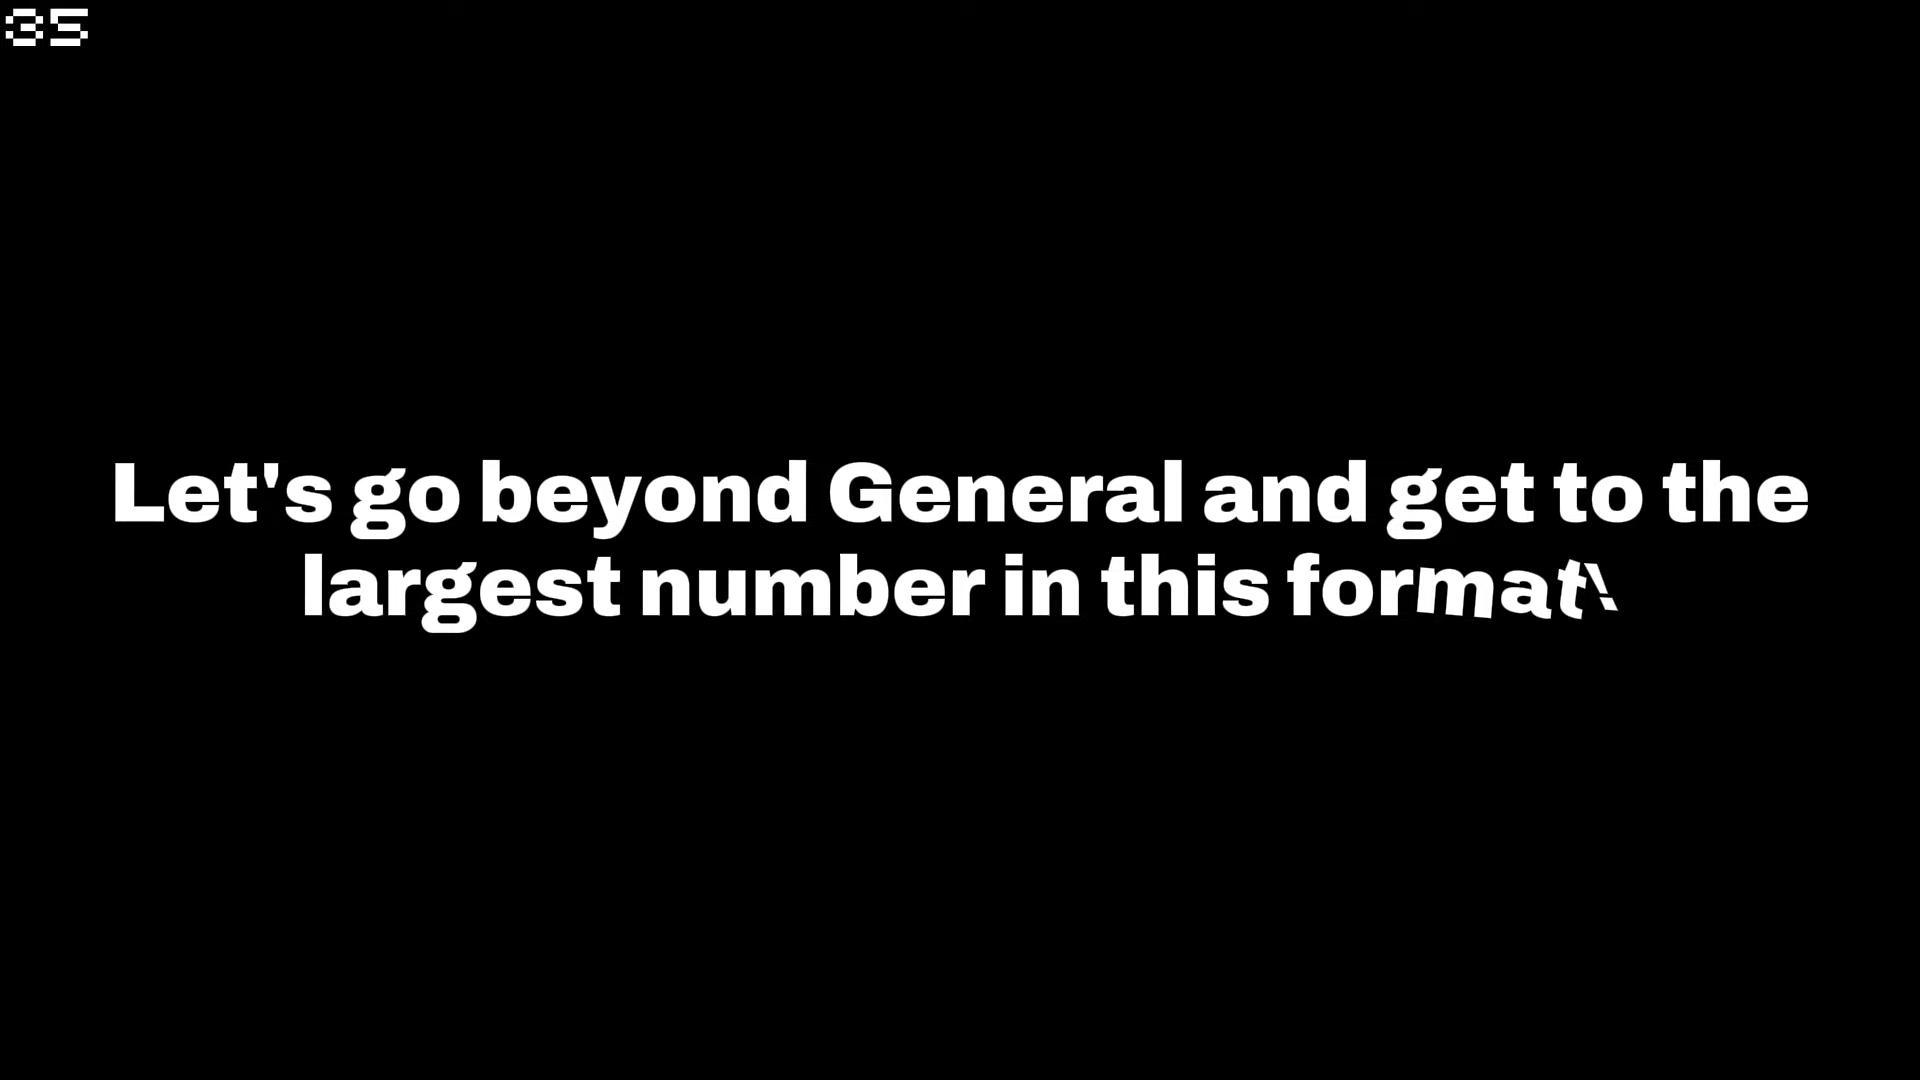 35
Let's go beyond General and get to the
largest number in this format!